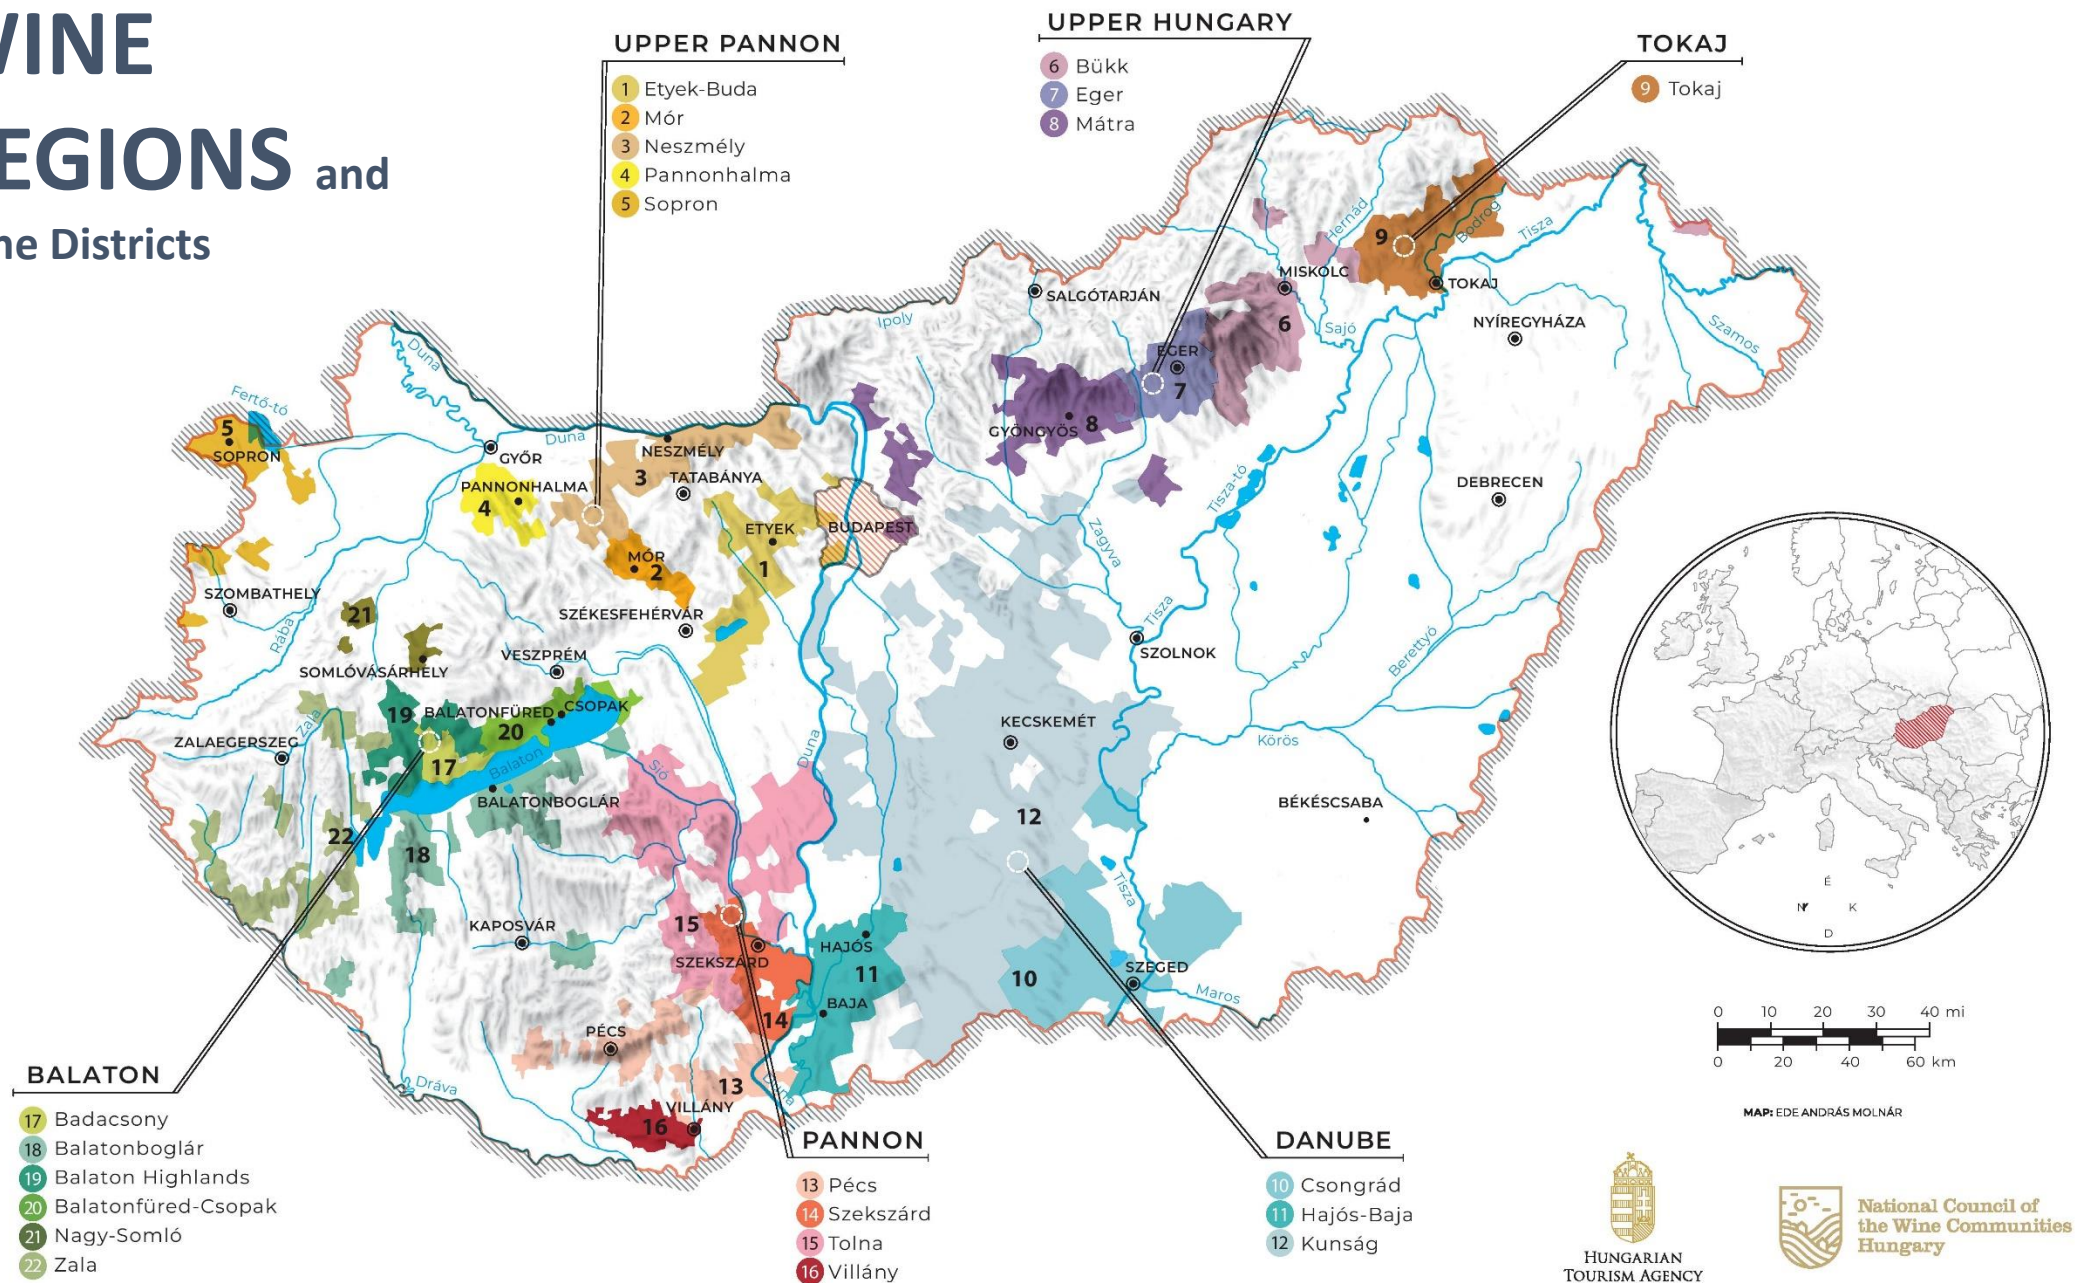 WINE
REGIONS and
ne Districts
UPPER PANNON
1 Etyek-Buda
2 Mór
3 Neszmély
4 Pannonhalma
5 Sopron
UPPER HUNGARY
6 Bükk
7 Eger
8 Mátra
TOKAJ
9 Tokaj
Hernád
Bodrog
Tisza
9
MISKOLC
TOKAJ
SALGÓTARJÁN
Ipoly
6
Sajó
NYÍREGYHÁZA
Szamos
Duna
EGER
7
Fertő-tó
5
SOPRON
GYÖNGYÖS 8
Duna
NESZMÉLY
GYŐR
3
TATABÁNYA
PANNONHALMA
4
Tisza-tó
DEBRECEN
ETYEK
BUDAPEST
Zagyva
MÓR
2
1
SZOMBATHELY
21
SZÉKESFEHÉRVÁR
Rába
Tisza
SZOLNOK
Berettyó
VESZPRÉM
SOMLÓVÁSÁRHELY
19
BALATONFÜRED
CSOPAK
20
Zala
ZALAEGERSZEG
17
Balaton
Sió
Duna
KECSKEMÉT
Körös
BALATONBOGLÁR
BÉKÉSCSABA
12
22
18
Tisza
KAPOSVÁR
15
SZEKSZÁRD
HAJÓS
11
10
SZEGED
Maros
BAJA
14
PÉCS
13
Duna
Dráva
VILLÁNY
16
É
K
D
0 10 20 30 40 mi
0 20 40 60 km
MAP: EDE ANDRÁS MOLNÁR
BALATON
17 Badacsony
18 Balatonboglár
19 Balaton Highlands
20 Balatonfüred-Csopak
21 Nagy-Somló
22 Zala
PANNON
13 Pécs
14 Szekszárd
15 Tolna
16 Villány
DANUBE
10 Csongrád
11 Hajós-Baja
12 Kunság
HUNGARIAN
TOURISM AGENCY
National Council of
the Wine Communities
Hungary